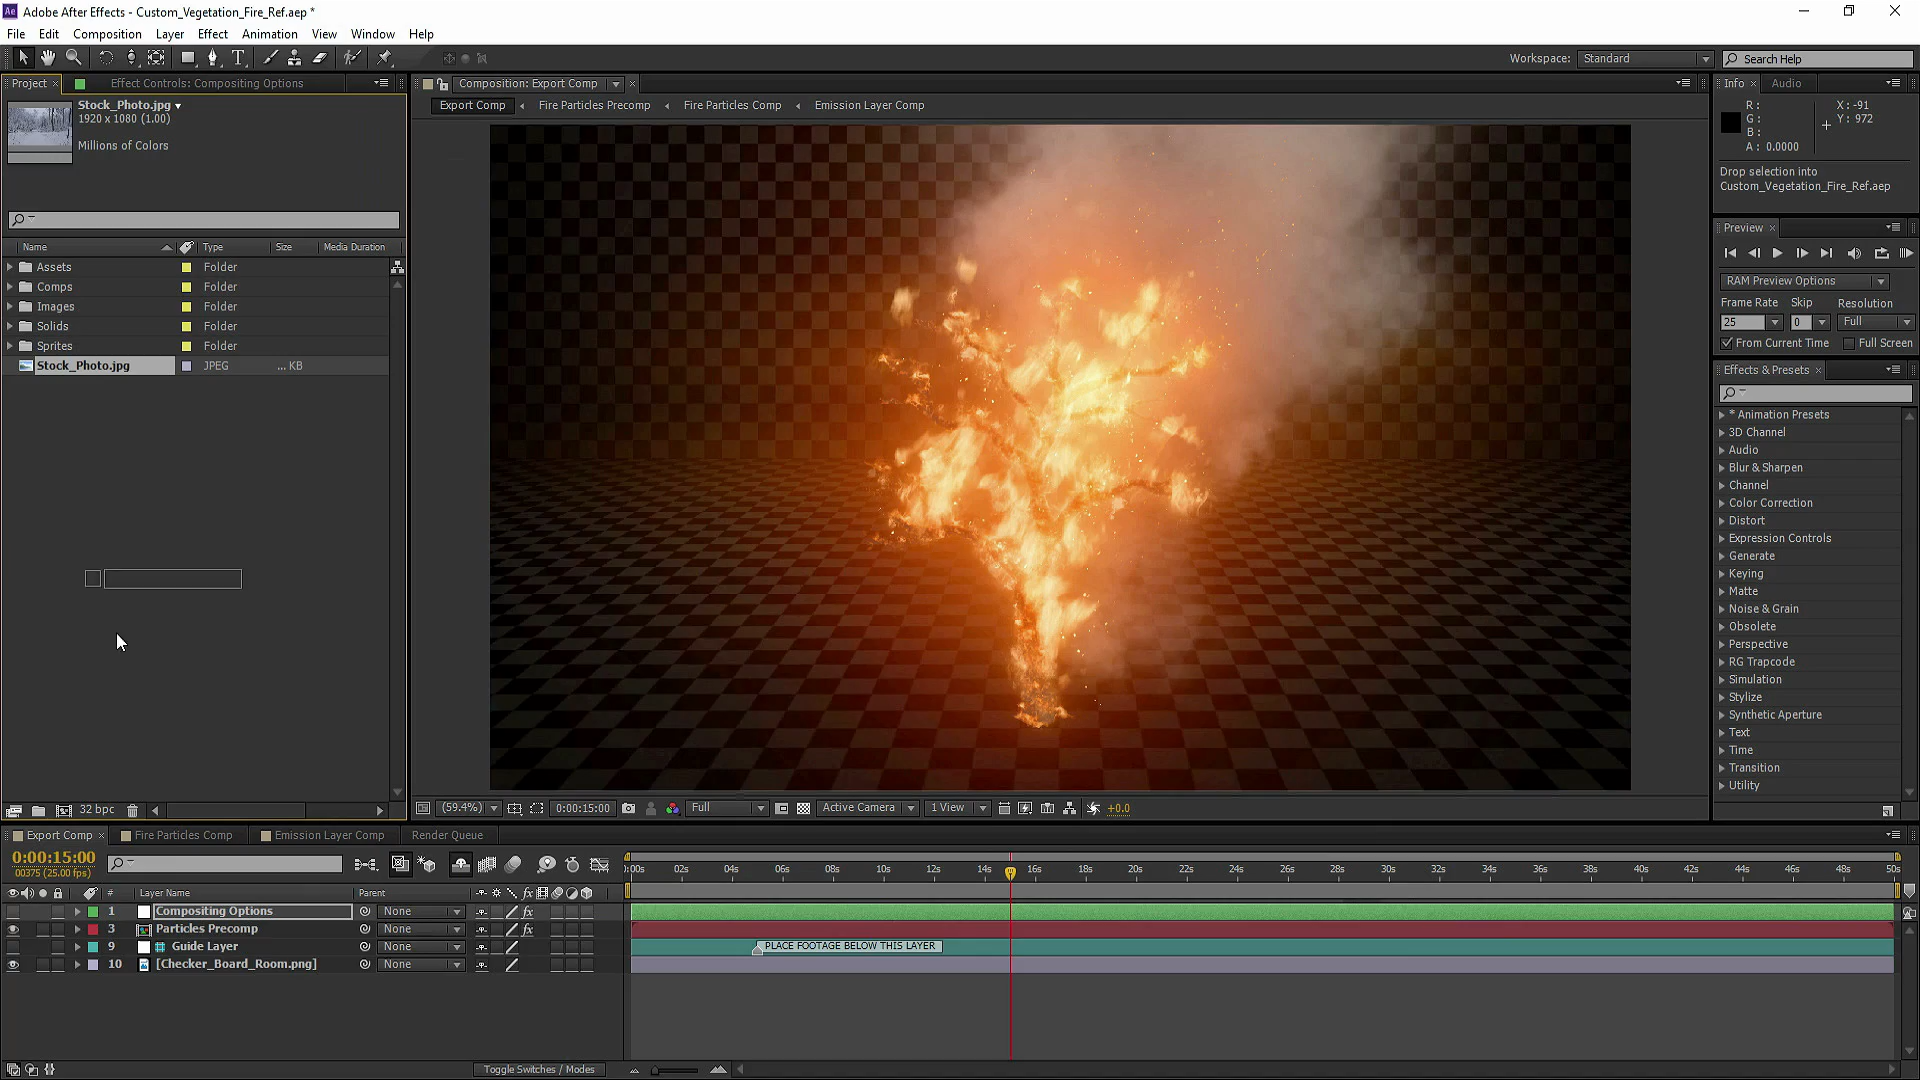 Adobe After Effects - Custom_Vegetation_Fire_Ref.aep *
File Edit Composition Layer Effect Animation View Window Help
Workspace: Standard
Search Help
Project
Effect Controls: Compositing Options
Composition: Export Comp
Info
Audio
Stock_Photo.jpg
1920 x 1080 (1.00)
Millions of Colors
Export Comp
Fire Particles Precomp
Fire Particles Comp
Emission Layer Comp
R :
G :
B :
A : 0.0000
X : -91
Y : 972
Drop selection into
Custom_Vegetation_Fire_Ref.aep
Name Type Size Media Duration
Assets Folder
Comps Folder
Images Folder
Solids Folder
Sprites Folder
Stock_Photo.jpg JPEG ... KB
Preview
RAM Preview Options
Frame Rate Skip Resolution
25 0 Full
From Current Time Full Screen
Effects & Presets
* Animation Presets
3D Channel
Audio
Blur & Sharpen
Channel
Color Correction
Distort
Expression Controls
Generate
Keying
Matte
Noise & Grain
Obsolete
Perspective
RG Trapcode
Simulation
Stylize
Synthetic Aperture
Text
Time
Transition
Utility
32 bpc
(59.4%) 0:00:15:00 Full Active Camera 1 View +0.0
Export Comp
Fire Particles Comp
Emission Layer Comp
Render Queue
0:00:15:00
00375 (25.00 fps)
02s 04s 06s 08s 10s 12s 14s 16s 18s 20s 22s 24s 26s 28s 30s 32s 34s 36s 38s 40s 42s 44s 46s 48s 50s
# Layer Name Parent
1 Compositing Options None
3 Particles Precomp None
9 Guide Layer None
PLACE FOOTAGE BELOW THIS LAYER
10 [Checker_Board_Room.png] None
Toggle Switches / Modes